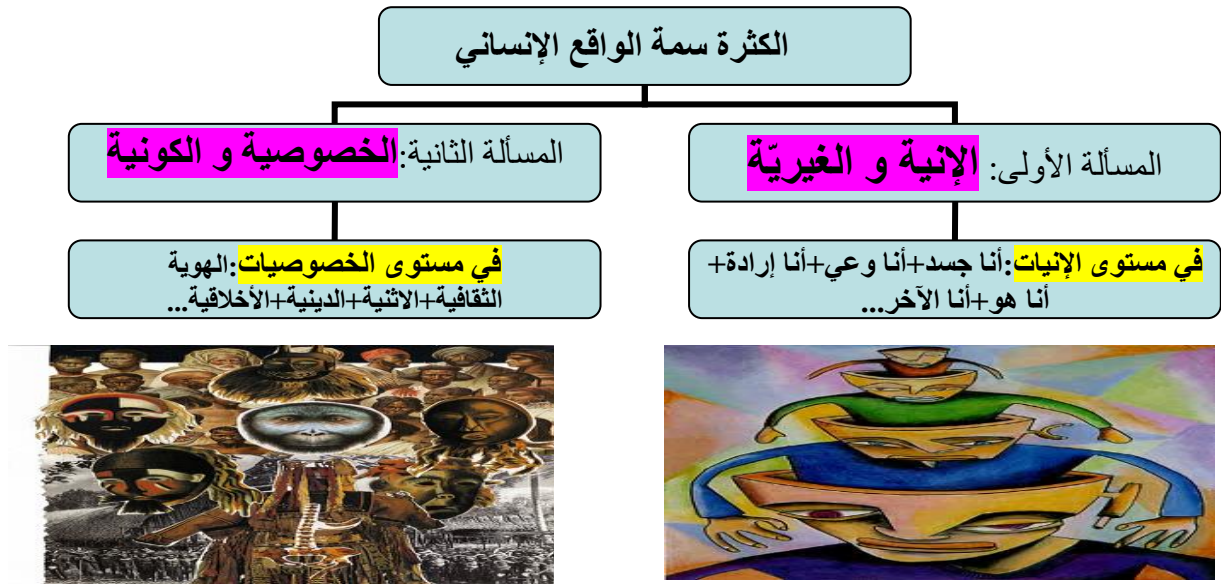 الكثرة سمة الواقع الإنساني
المسألة الأولى: الإنية و الغيريّة
المسألة الثانية:الخصوصية و الكونية
في مستوى الإنيات:أنا جسد+أنا وعي+أنا إرادة+
أنا هو+أنا الآخر...
في مستوى الخصوصيات:الهوية
الثقافية+الاثنية+الدينية+الأخلاقية...